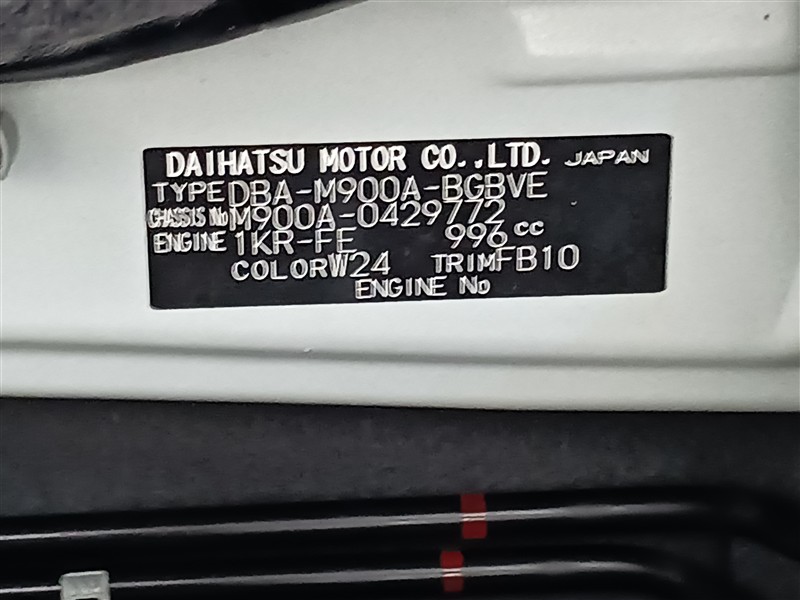 DAIHATSU MOTOR CO.,LTD. JAPAN
TYPE DBA-M900A-BGBVE
CHASSIS No M900A-0429772
ENGINE 1KR-FE 996 cc
COLOR W24 TRIM FB10
ENGINE No